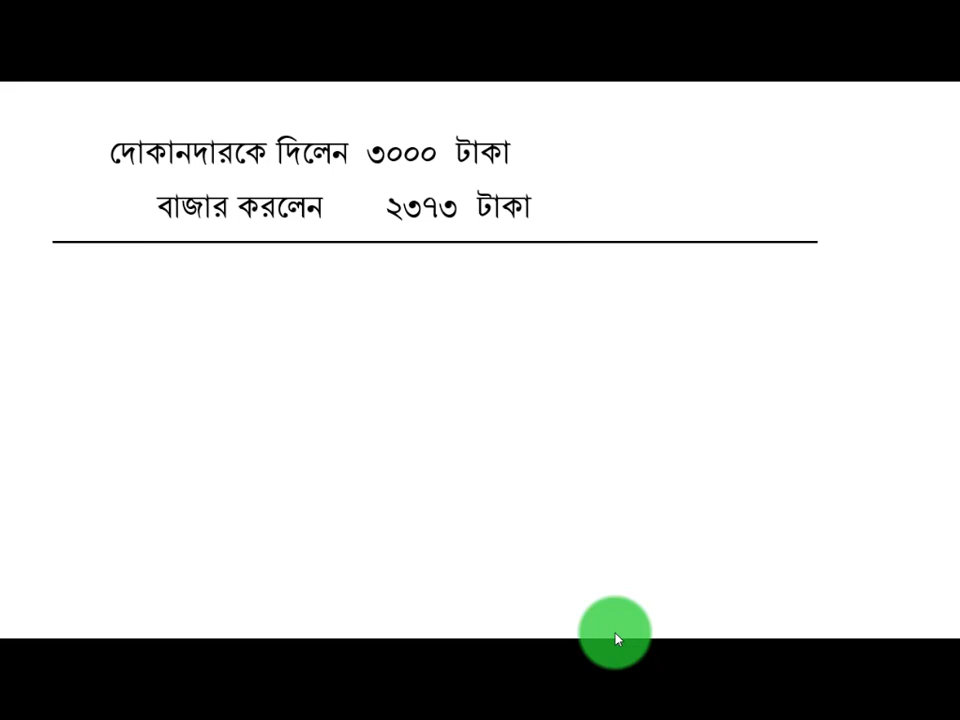 দোকানদারকে দিলেন ৩০০০ টাকা
বাজার করলেন ২৩৭৩ টাকা